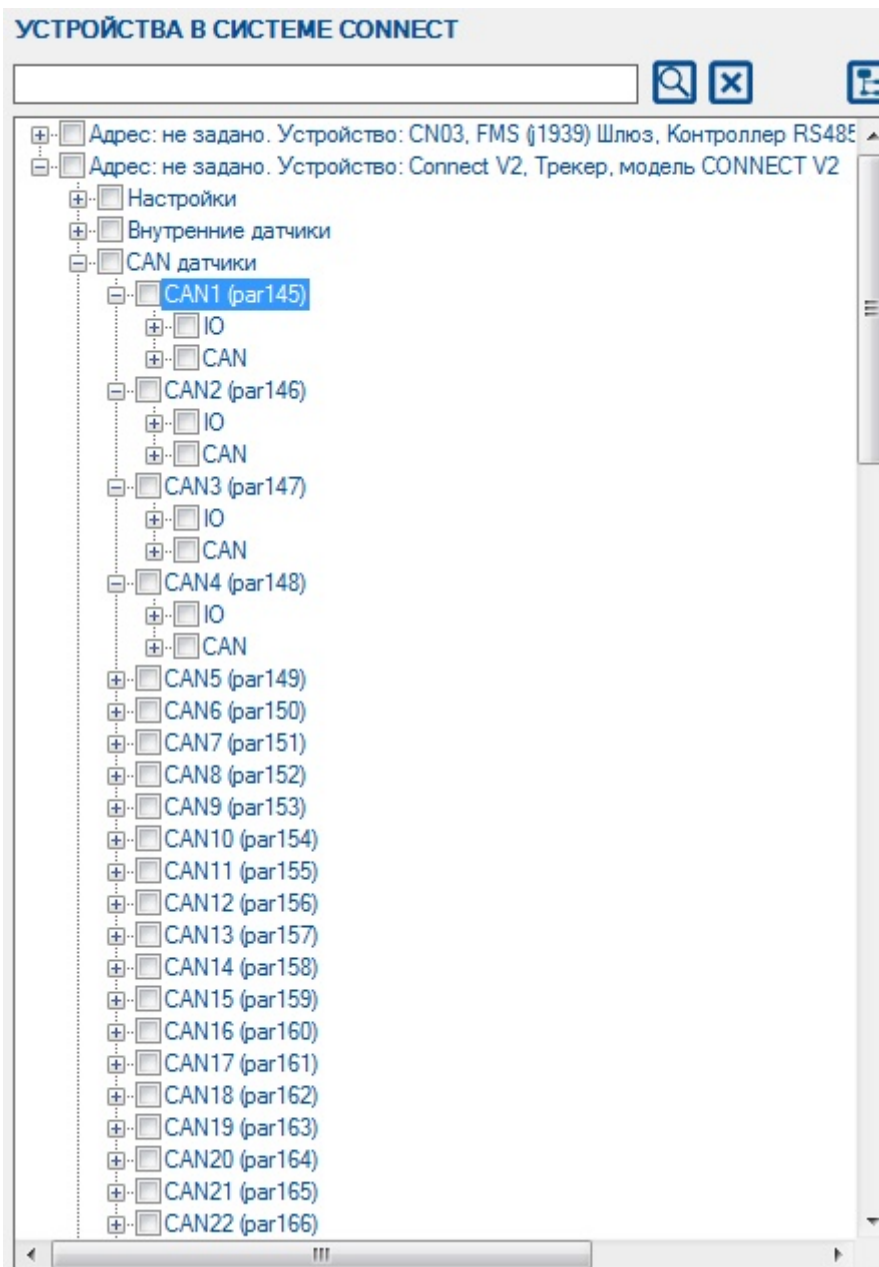 УСТРОЙСТВА В СИСТЕМЕ CONNECT
Адрес: не задано. Устройство: CN03, FMS (j1939) Шлюз, Контроллер RS485
Адрес: не задано. Устройство: Connect V2, Трекер, модель CONNECT V2
Настройки
Внутренние датчики
CAN датчики
CAN1 (par145)
IO
CAN
CAN2 (par146)
IO
CAN
CAN3 (par147)
IO
CAN
CAN4 (par148)
IO
CAN
CAN5 (par149)
CAN6 (par150)
CAN7 (par151)
CAN8 (par152)
CAN9 (par153)
CAN10 (par154)
CAN11 (par155)
CAN12 (par156)
CAN13 (par157)
CAN14 (par158)
CAN15 (par159)
CAN16 (par160)
CAN17 (par161)
CAN18 (par162)
CAN19 (par163)
CAN20 (par164)
CAN21 (par165)
CAN22 (par166)